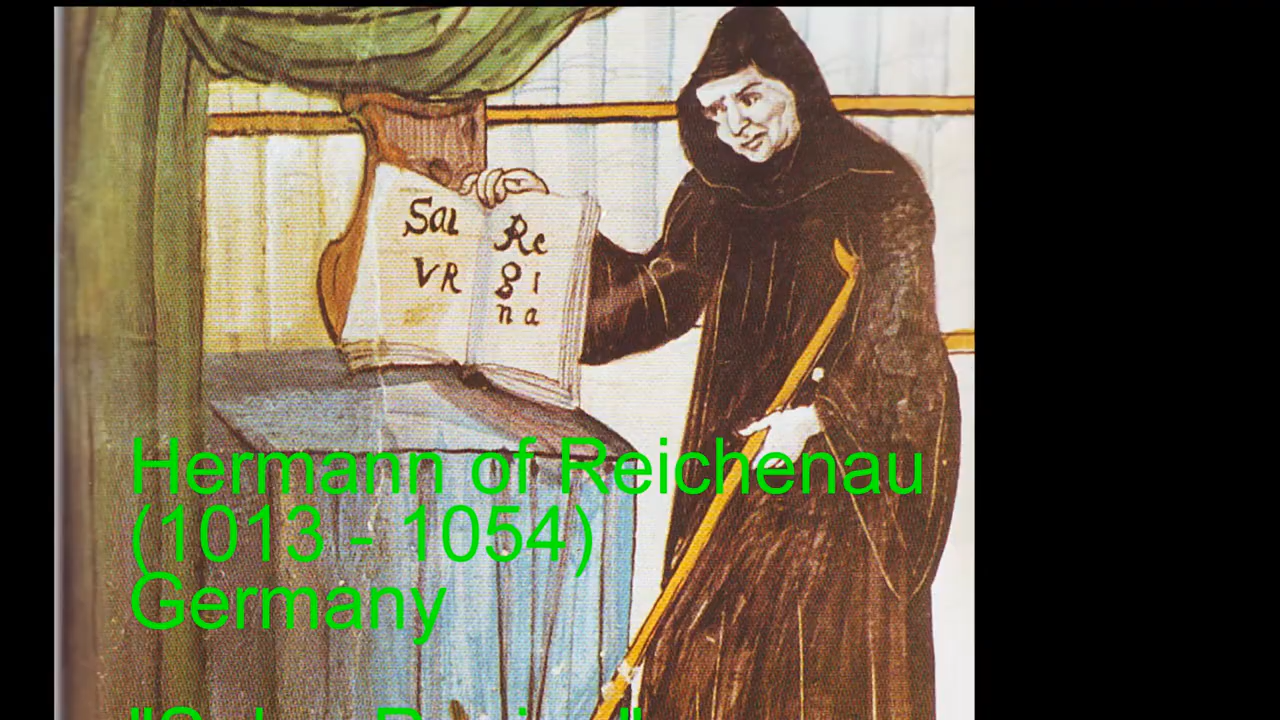 Sal
Re
VR
gi
na
Hermann of Reichenau
(1013 - 1054)
Germany